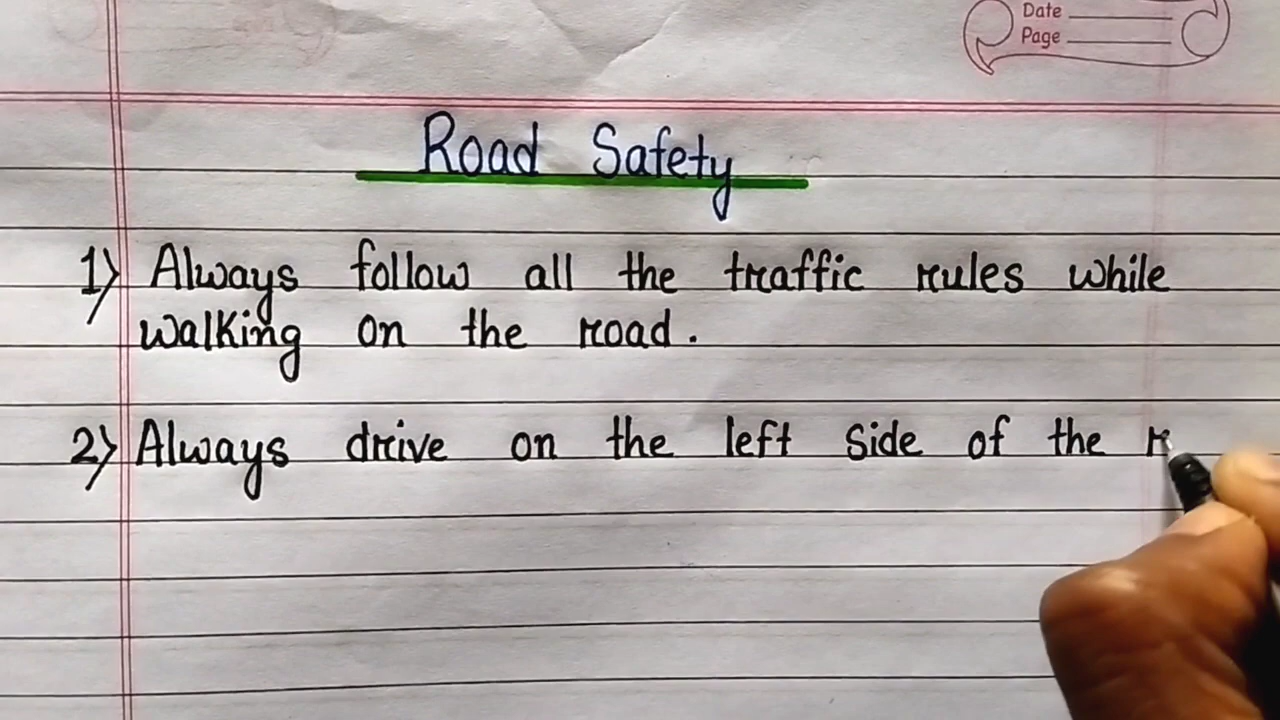 Date
Page
Road Safety
1) Always follow all the traffic rules while
walking on the road.
2) Always drive on the left side of the r